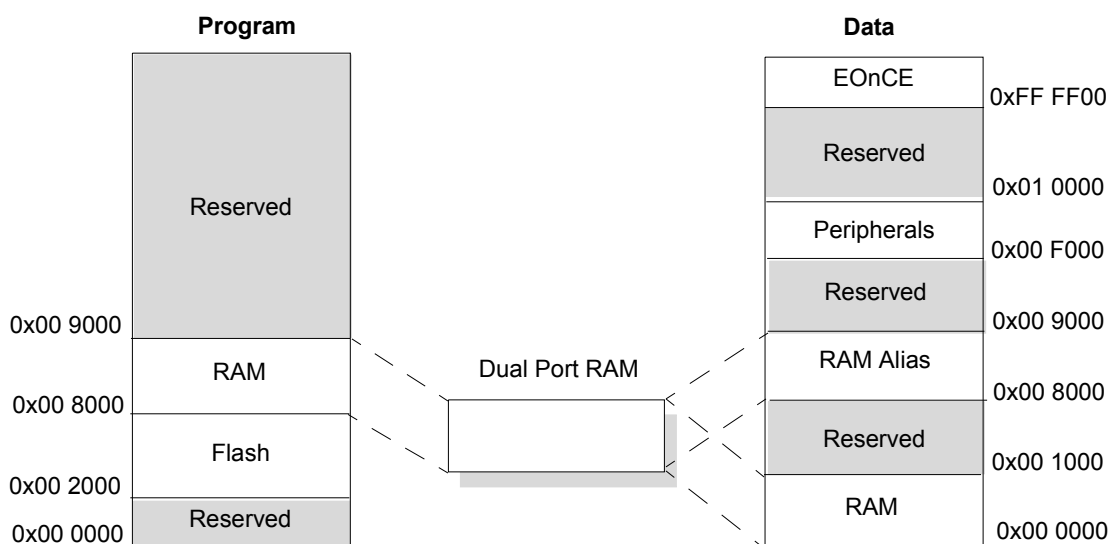 Program
Reserved
0x00 9000
RAM
0x00 8000
Flash
0x00 2000
Reserved
0x00 0000
Dual Port RAM
Data
EOnCE
0xFF FF00
Reserved
0x01 0000
Peripherals
0x00 F000
Reserved
0x00 9000
RAM Alias
0x00 8000
Reserved
0x00 1000
RAM
0x00 0000